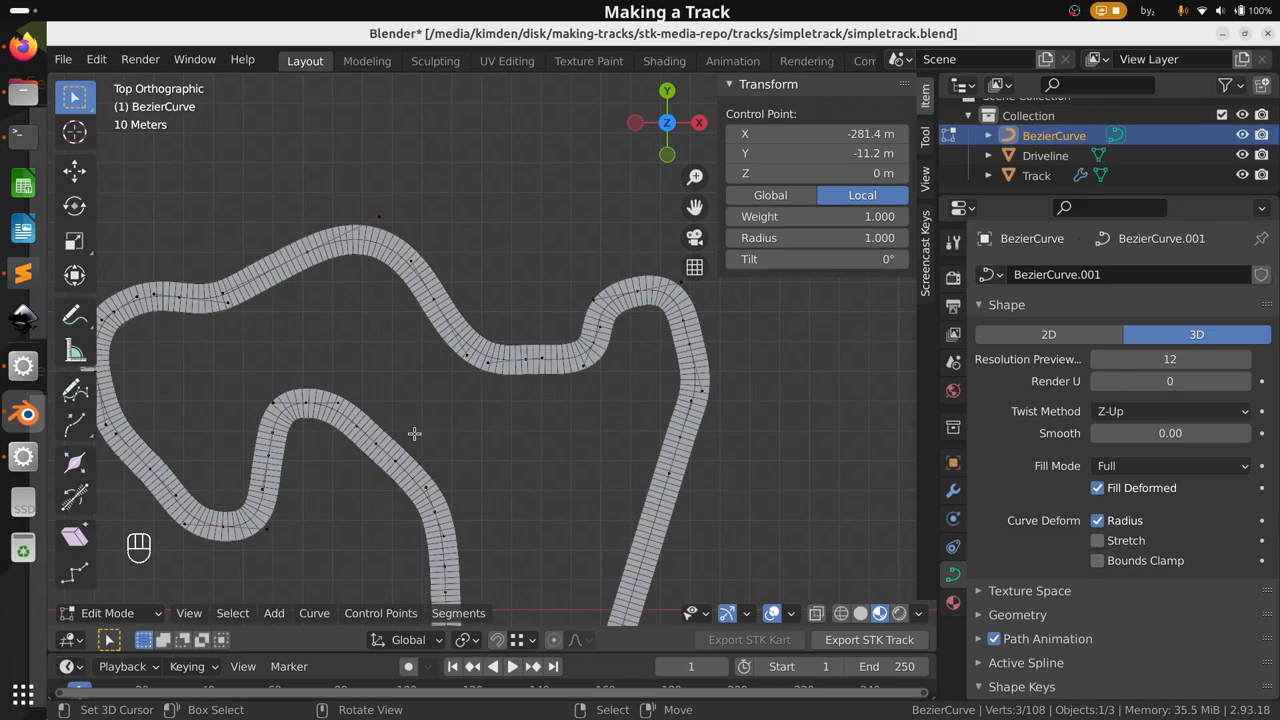 Making a Track
by₂
100%
Blender* [/media/kimden/disk/making-tracks/stk-media-repo/tracks/simpletrack/simpletrack.blend]
File Edit Render Window Help Layout Modeling Sculpting UV Editing Texture Paint Shading Animation Rendering Com Scene View Layer
Top Orthographic
(1) BezierCurve
10 Meters
Y
X
Z
Transform
Control Point:
X -281.4 m
Y -11.2 m
Z 0 m
Global Local
Weight 1.000
Radius 1.000
Tilt 0°
Item
Tool
View
Screencast Keys
Scene Collection
Collection
BezierCurve
Driveline
Track
BezierCurve BezierCurve.001
BezierCurve.001
Shape
2D 3D
Resolution Preview... 12
Render U 0
Twist Method Z-Up
Smooth 0.00
Fill Mode Full
Fill Deformed
Curve Deform Radius
Stretch
Bounds Clamp
Texture Space
Geometry
Path Animation
Active Spline
Shape Keys
SSD
Edit Mode View Select Add Curve Control Points Segments
Global Export STK Kart Export STK Track
Playback Keying View Marker 1 Start 1 End 250
Set 3D Cursor Box Select Rotate View Select Move BezierCurve | Verts:3/108 | Objects:1/3 | Memory: 35.5 MiB | 2.93.18